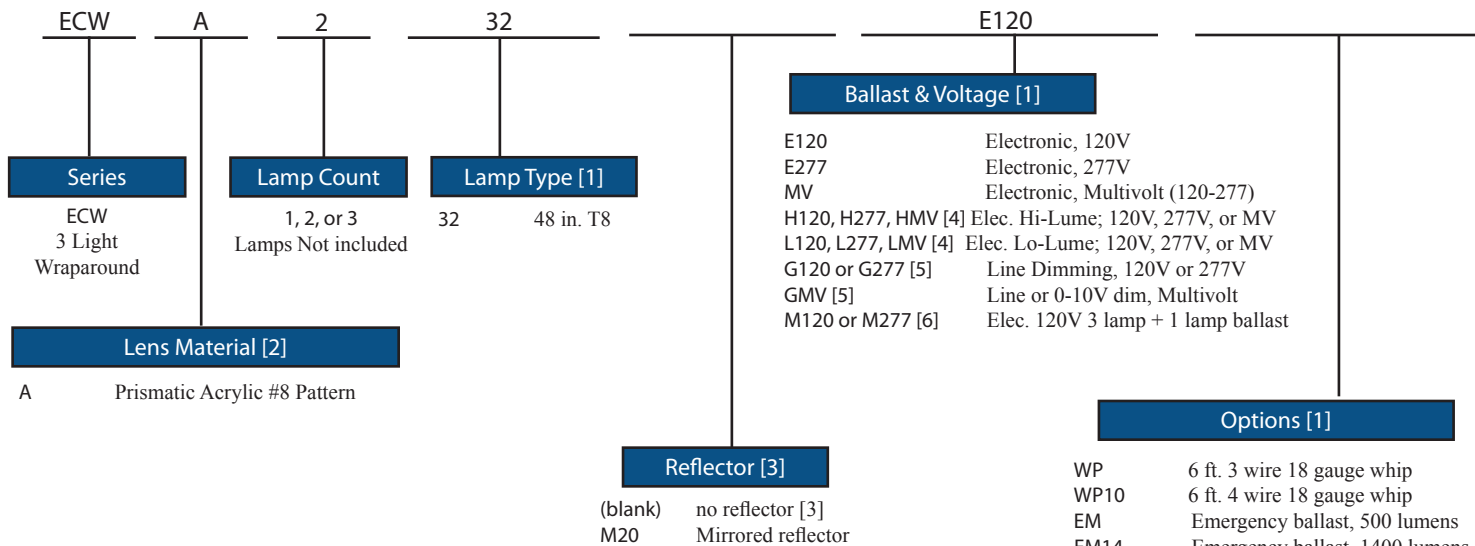 ECW A 2 32 E120
Ballast & Voltage [1]
E120 Electronic, 120V
E277 Electronic, 277V
MV Electronic, Multivolt (120-277)
H120, H277, HMV [4] Elec. Hi-Lume; 120V, 277V, or MV
L120, L277, LMV [4] Elec. Lo-Lume; 120V, 277V, or MV
G120 or G277 [5] Line Dimming, 120V or 277V
GMV [5] Line or 0-10V dim, Multivolt
M120 or M277 [6] Elec. 120V 3 lamp + 1 lamp ballast
Series
ECW
3 Light
Wraparound
Lamp Count
1, 2, or 3
Lamps Not included
Lamp Type [1]
32 48 in. T8
Lens Material [2]
A Prismatic Acrylic #8 Pattern
Reflector [3]
(blank) no reflector [3]
M20 Mirrored reflector
Options [1]
WP 6 ft. 3 wire 18 gauge whip
WP10 6 ft. 4 wire 18 gauge whip
EM Emergency ballast, 500 lumens
EM14 Emergency ballast, 1400 lumens